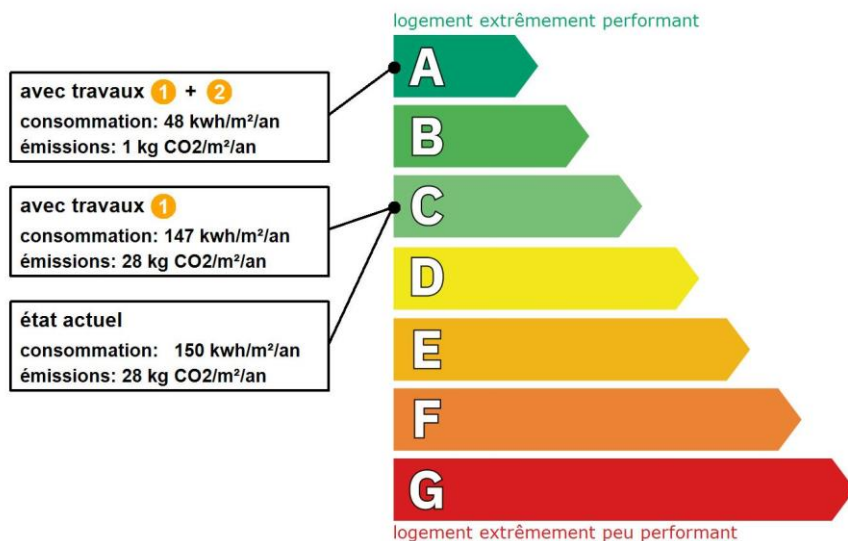 logement extrêmement performant
avec travaux 1 + 2
consommation: 48 kwh/m²/an
émissions: 1 kg CO2/m²/an
avec travaux 1
consommation: 147 kwh/m²/an
émissions: 28 kg CO2/m²/an
état actuel
consommation: 150 kwh/m²/an
émissions: 28 kg CO2/m²/an
A
B
C
D
E
F
G
logement extrêmement peu performant